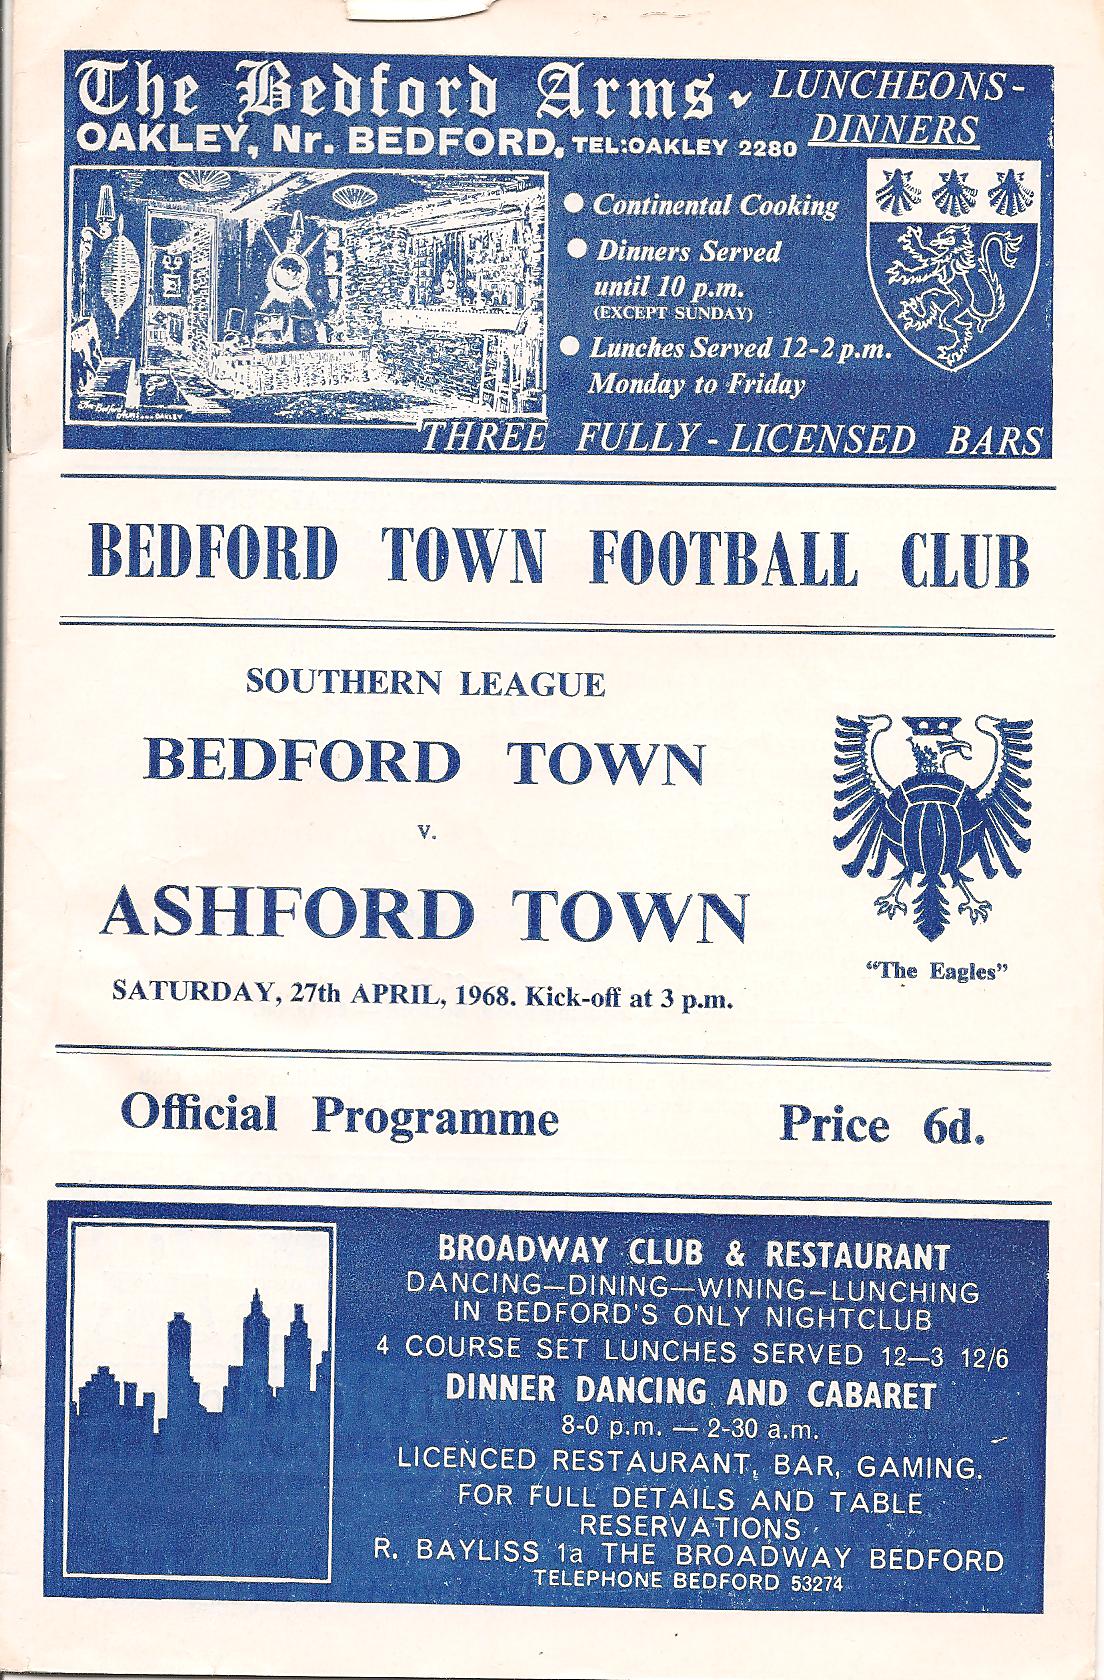 The Bedford Arms ~ LUNCHEONS-
DINNERS
OAKLEY, Nr. BEDFORD. TEL:OAKLEY 2280
● Continental Cooking
● Dinners Served
until 10 p.m.
(EXCEPT SUNDAY)
● Lunches Served 12-2 p.m.
Monday to Friday
The Bedford
Arms.... OAKLEY
THREE FULLY-LICENSED BARS
BEDFORD TOWN FOOTBALL CLUB
SOUTHERN LEAGUE
BEDFORD TOWN
v.
ASHFORD TOWN
"The Eagles"
SATURDAY, 27th APRIL, 1968. Kick-off at 3 p.m.
Official Programme Price 6d.
BROADWAY CLUB & RESTAURANT
DANCING—DINING—WINING—LUNCHING
IN BEDFORD'S ONLY NIGHTCLUB
4 COURSE SET LUNCHES SERVED 12—3 12/6
DINNER DANCING AND CABARET
8-0 p.m. — 2-30 a.m.
LICENCED RESTAURANT, BAR, GAMING.
FOR FULL DETAILS AND TABLE
RESERVATIONS
R. BAYLISS 1a THE BROADWAY BEDFORD
TELEPHONE BEDFORD 53274